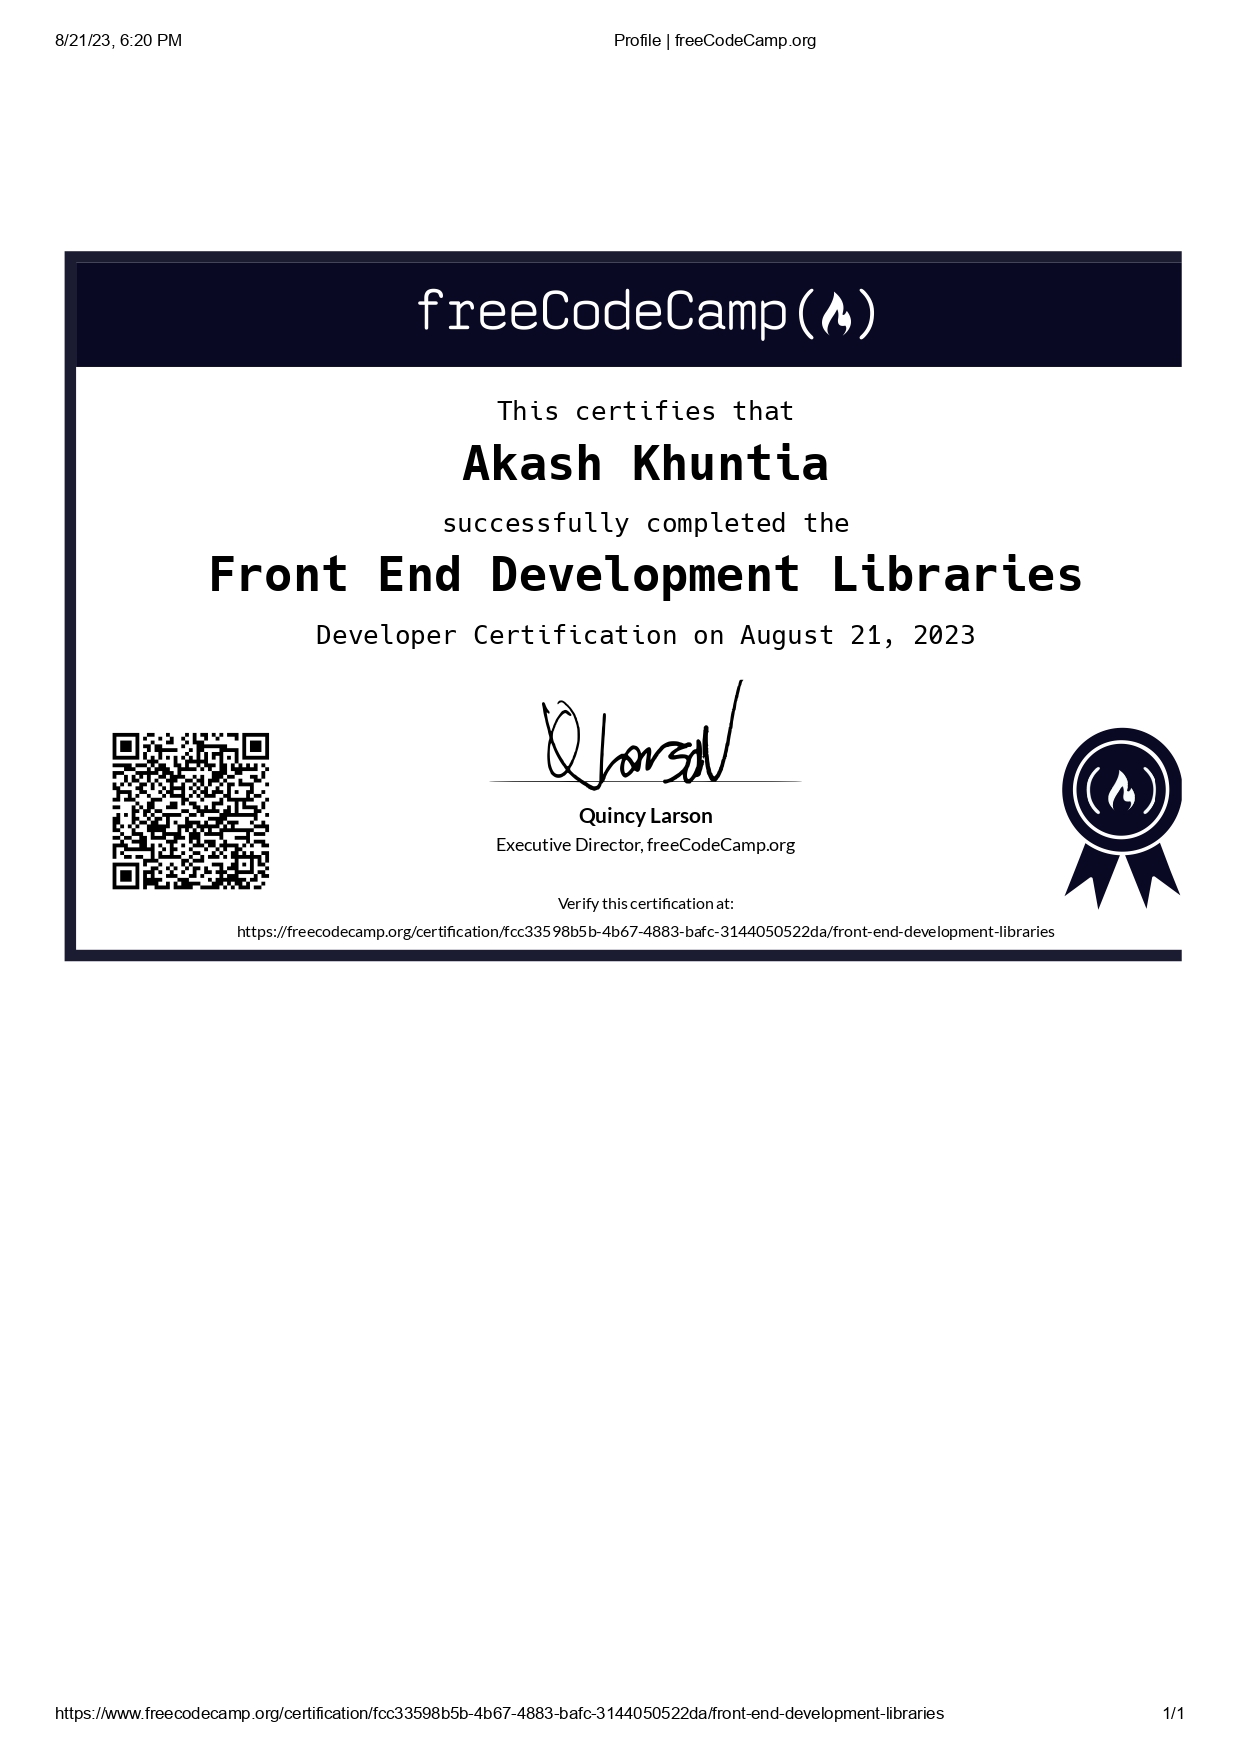 8/21/23, 6:20 PM
Profile | freeCodeCamp.org
freeCodeCamp
This certifies that
Akash Khuntia
successfully completed the
Front End Development Libraries
Developer Certification on August 21, 2023
Quincy Larson
Executive Director, freeCodeCamp.org
Verify this certification at:
https://freecodecamp.org/certification/fcc33598b5b-4b67-4883-bafc-3144050522da/front-end-development-libraries
https://www.freecodecamp.org/certification/fcc33598b5b-4b67-4883-bafc-3144050522da/front-end-development-libraries
1/1